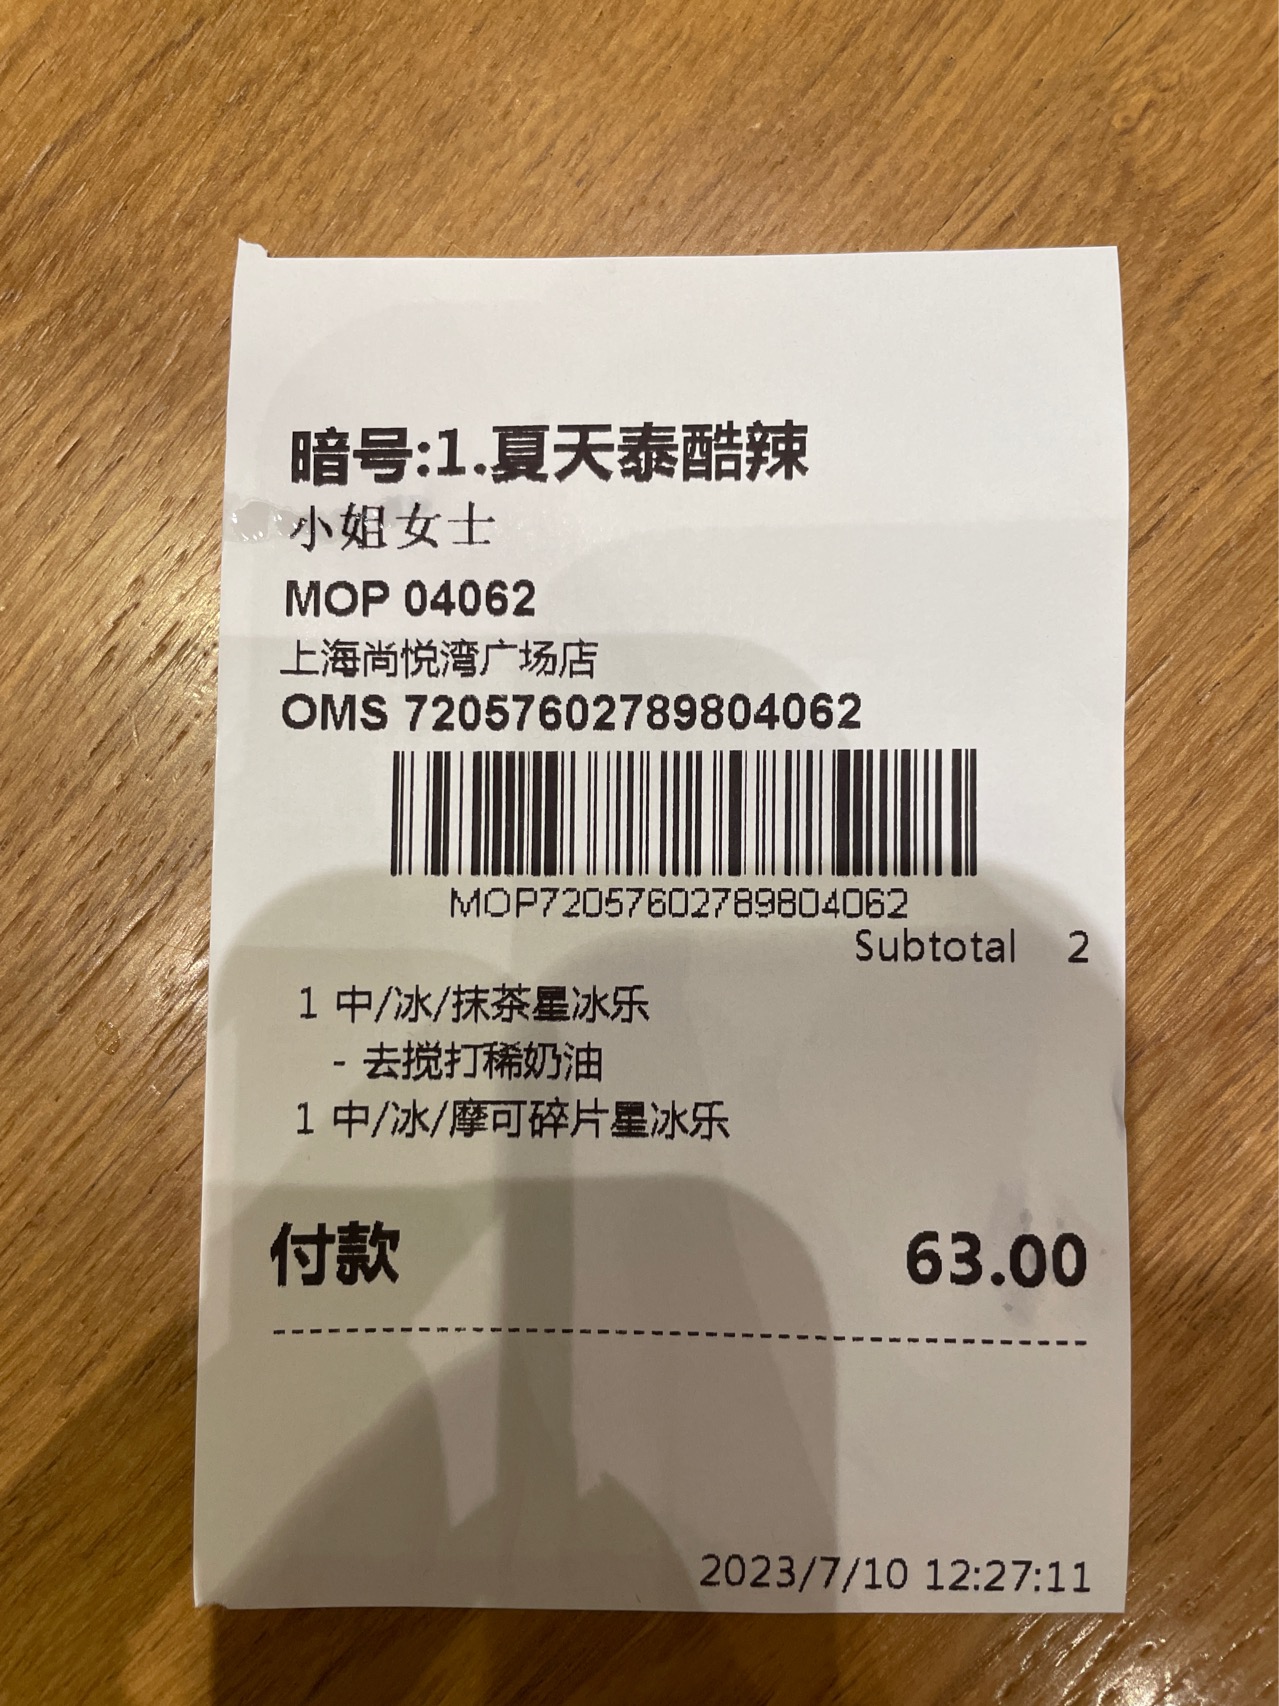 暗号:1.夏天泰酷辣
小姐女士
MOP 04062
上海尚悦湾广场店
OMS 72057602789804062
MOP72057602789804062
Subtotal 2
1 中/冰/抹茶星冰乐
- 去搅打稀奶油
1 中/冰/摩可碎片星冰乐
付款 63.00
2023/7/10 12:27:11